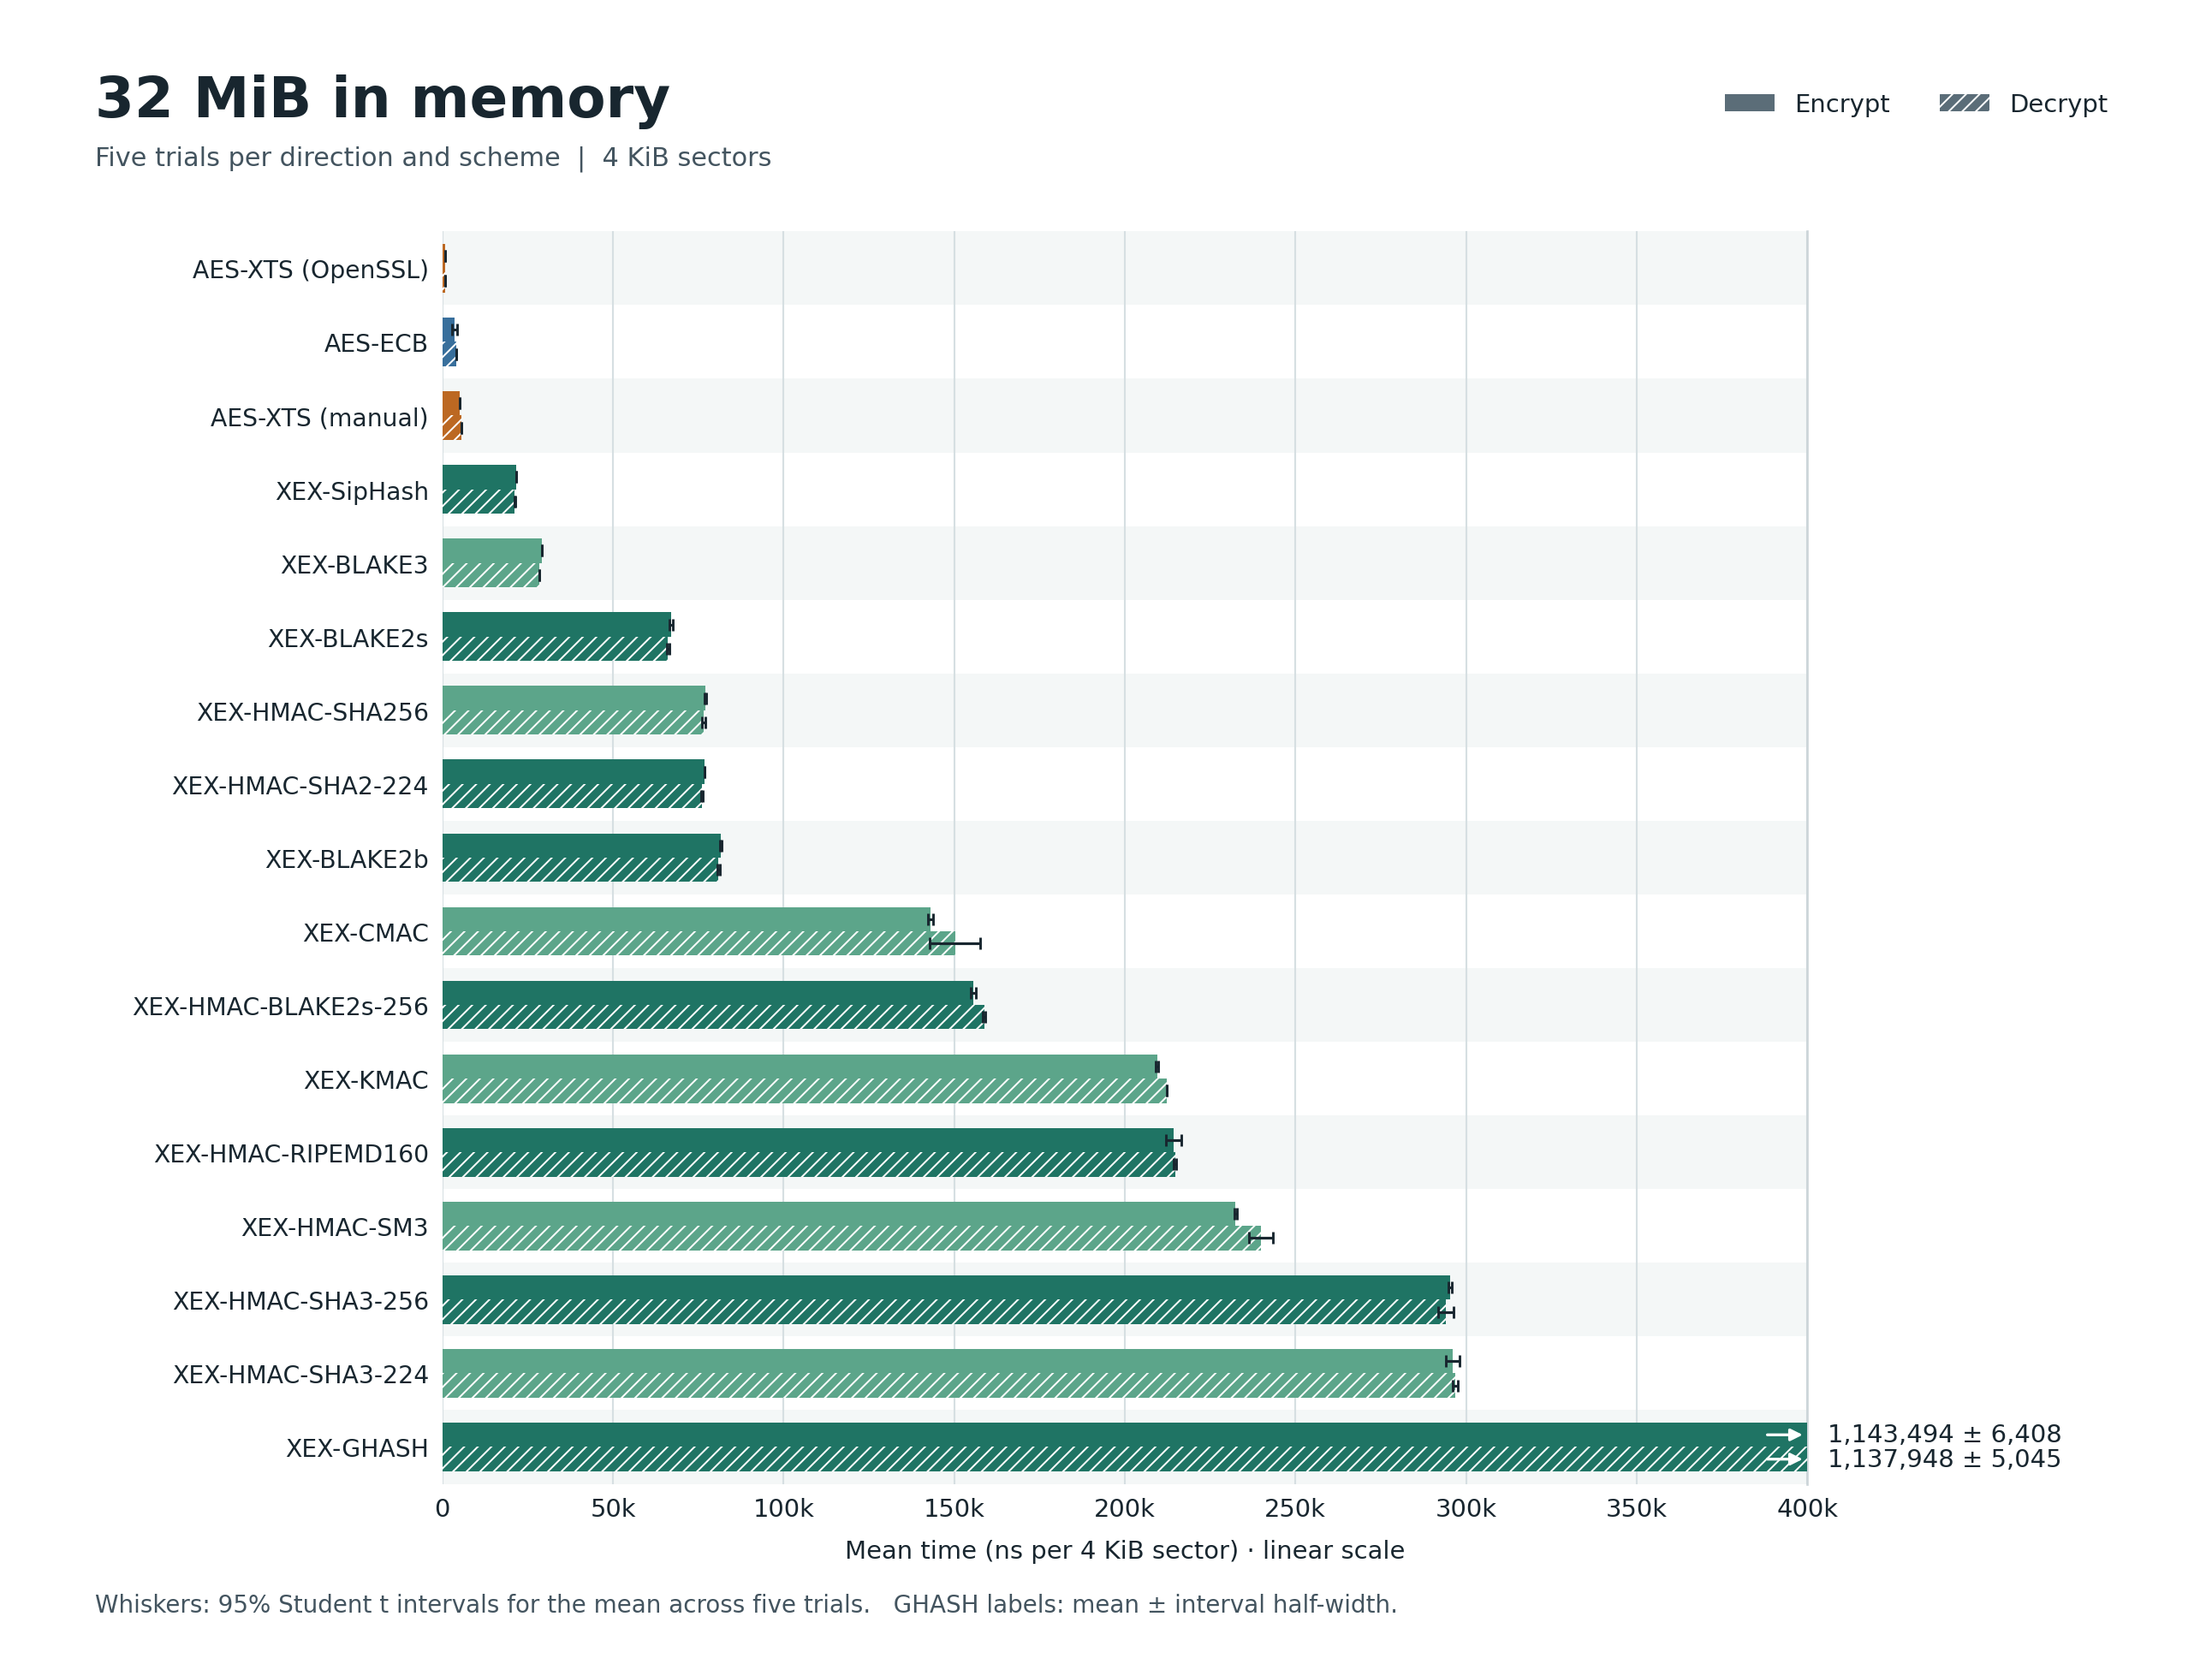 32 MiB in memory
Encrypt
Decrypt
Five trials per direction and scheme | 4 KiB sectors
AES-XTS (OpenSSL)
AES-ECB
AES-XTS (manual)
XEX-SipHash
XEX-BLAKE3
XEX-BLAKE2s
XEX-HMAC-SHA256
XEX-HMAC-SHA2-224
XEX-BLAKE2b
XEX-CMAC
XEX-HMAC-BLAKE2s-256
XEX-KMAC
XEX-HMAC-RIPEMD160
XEX-HMAC-SM3
XEX-HMAC-SHA3-256
XEX-HMAC-SHA3-224
XEX-GHASH
1,143,494 ± 6,408
1,137,948 ± 5,045
0 50k 100k 150k 200k 250k 300k 350k 400k
Mean time (ns per 4 KiB sector) · linear scale
Whiskers: 95% Student t intervals for the mean across five trials. GHASH labels: mean ± interval half-width.